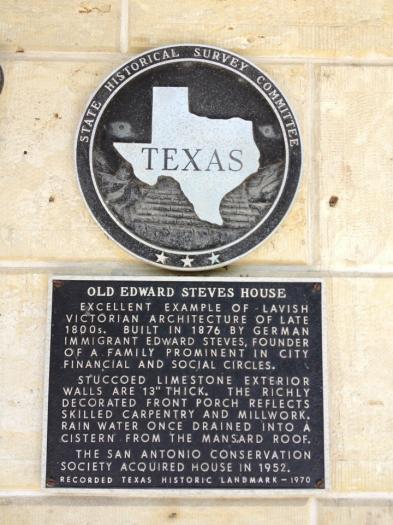 STATE HISTORICAL SURVEY COMMITTEE
TEXAS
OLD EDWARD STEVES HOUSE
EXCELLENT EXAMPLE OF LAVISH
VICTORIAN ARCHITECTURE OF LATE
1800s. BUILT IN 1876 BY GERMAN
IMMIGRANT EDWARD STEVES, FOUNDER
OF A FAMILY PROMINENT IN CITY
FINANCIAL AND SOCIAL CIRCLES.
STUCCOED LIMESTONE EXTERIOR
WALLS ARE 13" THICK. THE RICHLY
DECORATED FRONT PORCH REFLECTS
SKILLED CARPENTRY AND MILLWORK.
RAIN WATER ONCE DRAINED INTO A
CISTERN FROM THE MANSARD ROOF.
THE SAN ANTONIO CONSERVATION
SOCIETY ACQUIRED HOUSE IN 1952.
RECORDED TEXAS HISTORIC LANDMARK - 1970